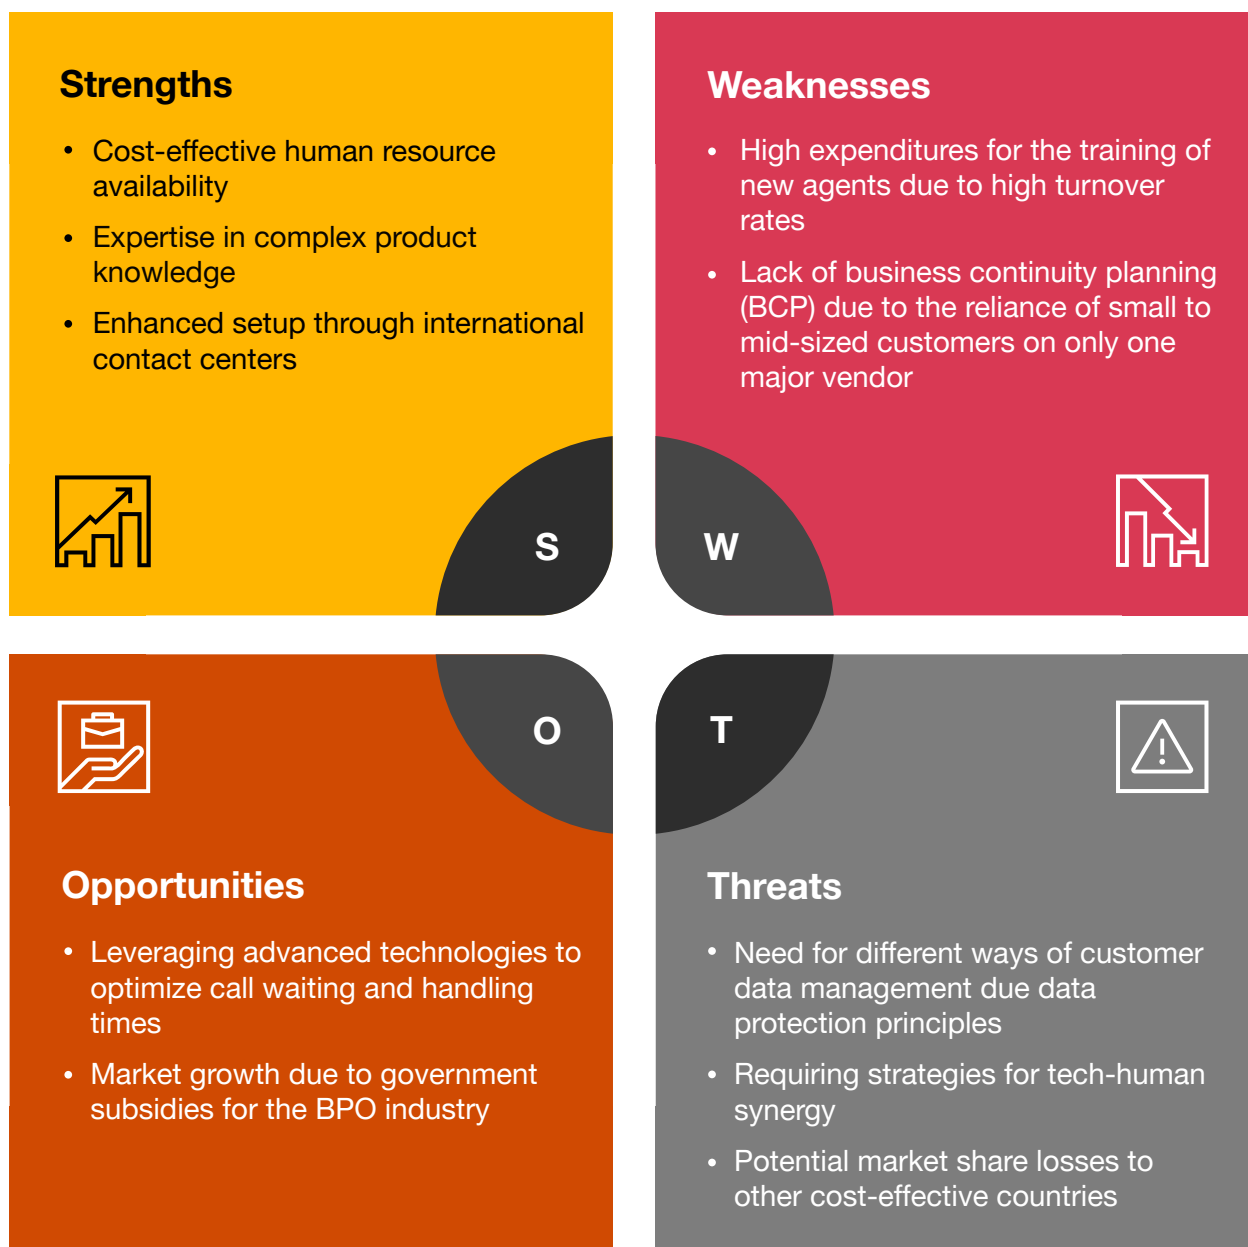 Strengths
• Cost-effective human resource
availability
• Expertise in complex product
knowledge
• Enhanced setup through international
contact centers
S
Weaknesses
• High expenditures for the training of
new agents due to high turnover
rates
• Lack of business continuity planning
(BCP) due to the reliance of small to
mid-sized customers on only one
major vendor
W
O
Opportunities
• Leveraging advanced technologies to
optimize call waiting and handling
times
• Market growth due to government
subsidies for the BPO industry
T
Threats
• Need for different ways of customer
data management due data
protection principles
• Requiring strategies for tech-human
synergy
• Potential market share losses to
other cost-effective countries